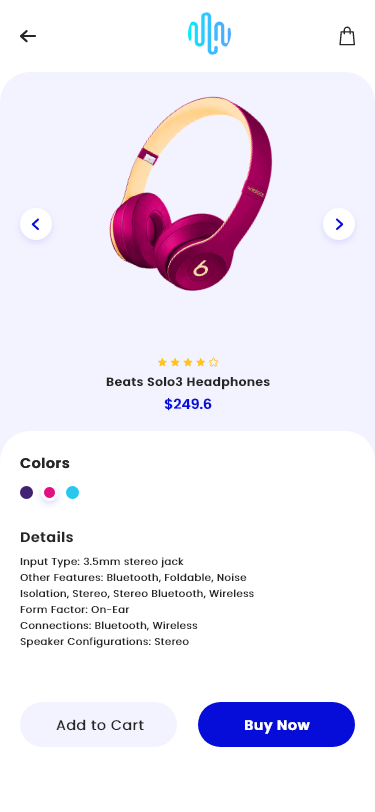 Beats Solo3 Headphones
$249.6
Colors
Details
Input Type: 3.5mm stereo jack
Other Features: Bluetooth, Foldable, Noise
Isolation, Stereo, Stereo Bluetooth, Wireless
Form Factor: On-Ear
Connections: Bluetooth, Wireless
Speaker Configurations: Stereo
Add to Cart
Buy Now